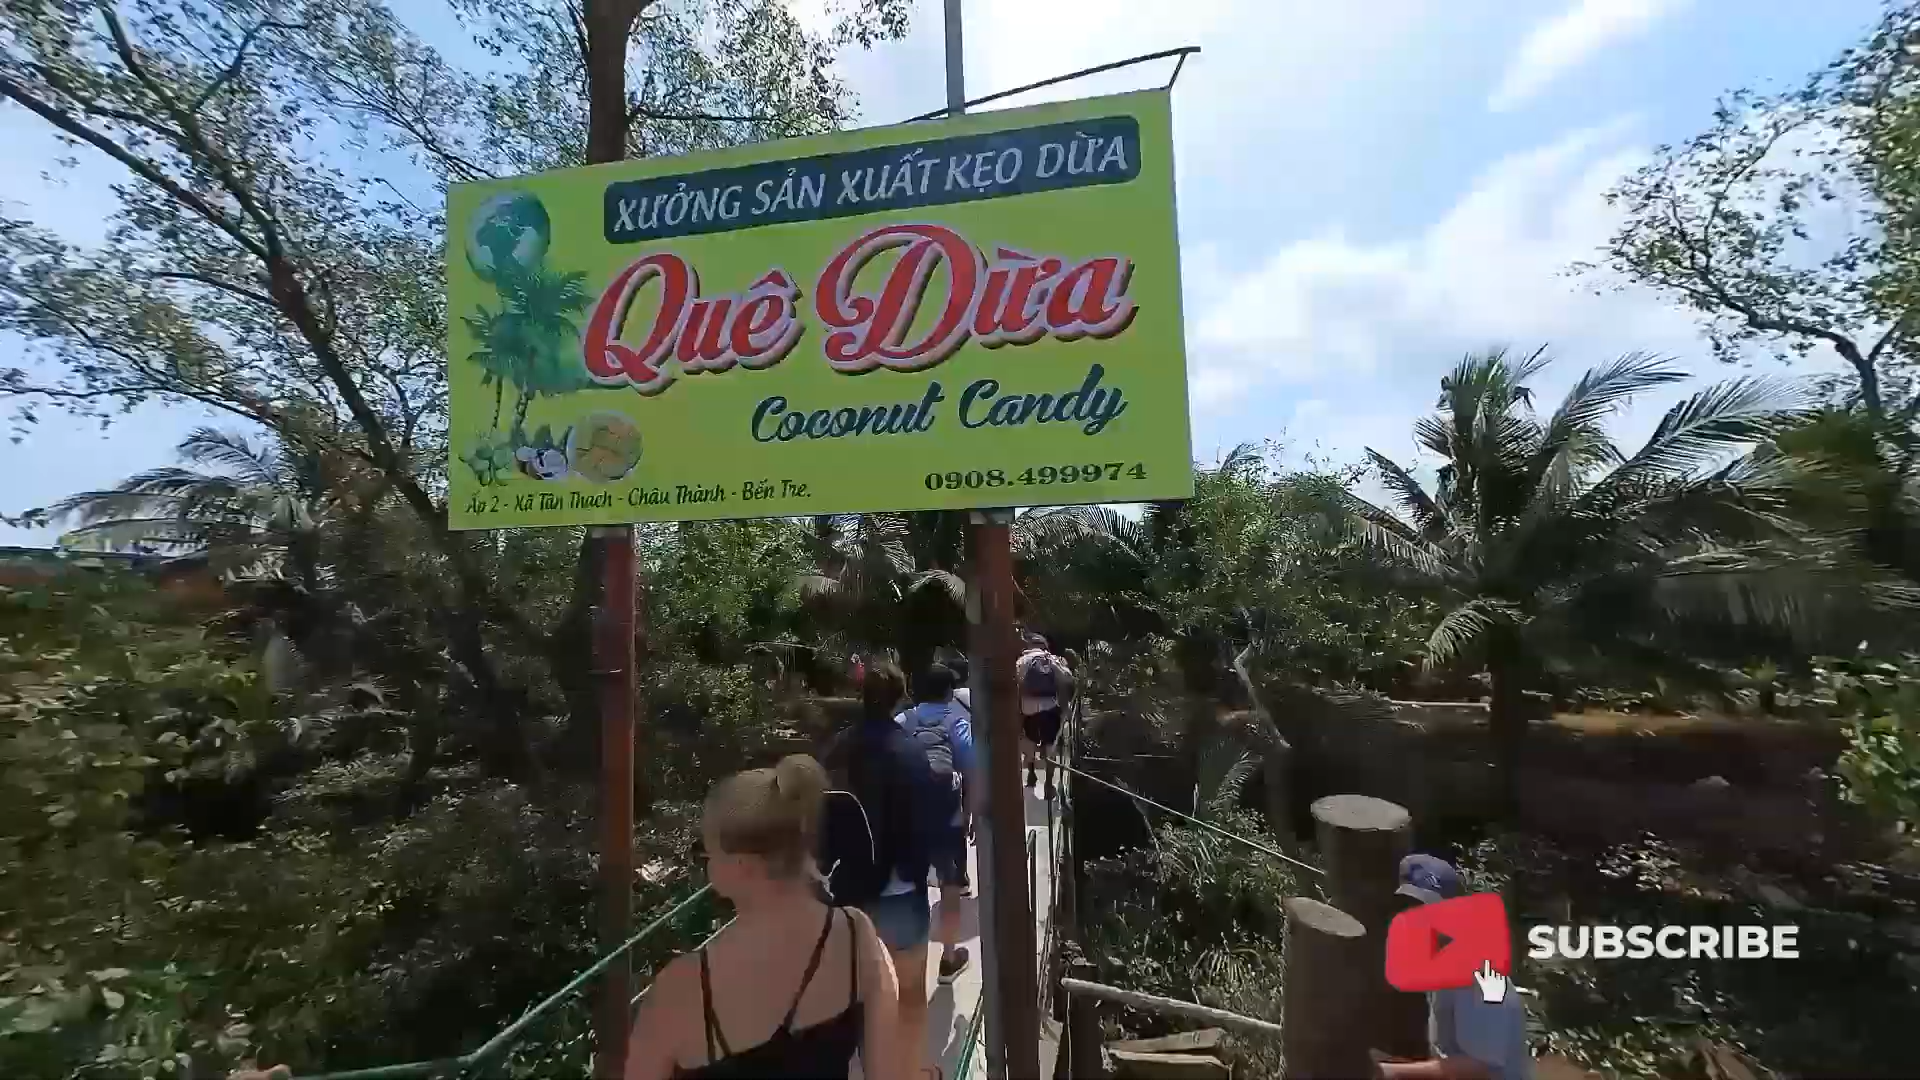 XƯỞNG SẢN XUẤT KẸO DỪA
Quê Dừa
Coconut Candy
0908.499974
Ấp 2 - Xã Tân Thạch - Châu Thành - Bến Tre.
SUBSCRIBE